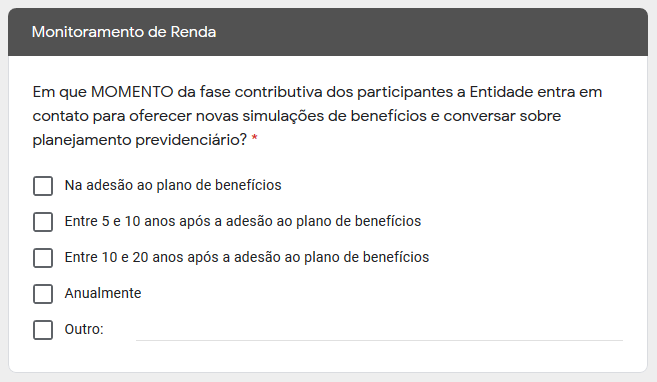 Monitoramento de Renda
Em que MOMENTO da fase contributiva dos participantes a Entidade entra em
contato para oferecer novas simulações de benefícios e conversar sobre
planejamento previdenciário? *
Na adesão ao plano de benefícios
Entre 5 e 10 anos após a adesão ao plano de benefícios
Entre 10 e 20 anos após a adesão ao plano de benefícios
Anualmente
Outro: